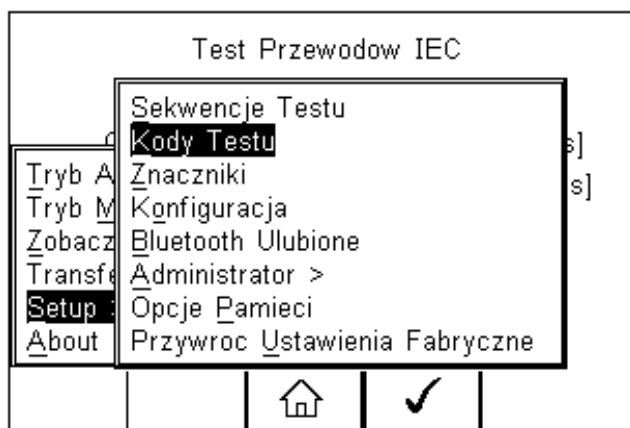 Test Przewodow IEC
Sekwencje Testu
Kody Testu
Znaczniki
Konfiguracja
Bluetooth Ulubione
Administrator >
Opcje Pamieci
Przywroc Ustawienia Fabryczne
s]
s]
Tryb A
Tryb M
Zobacz
Transfe
Setup
About